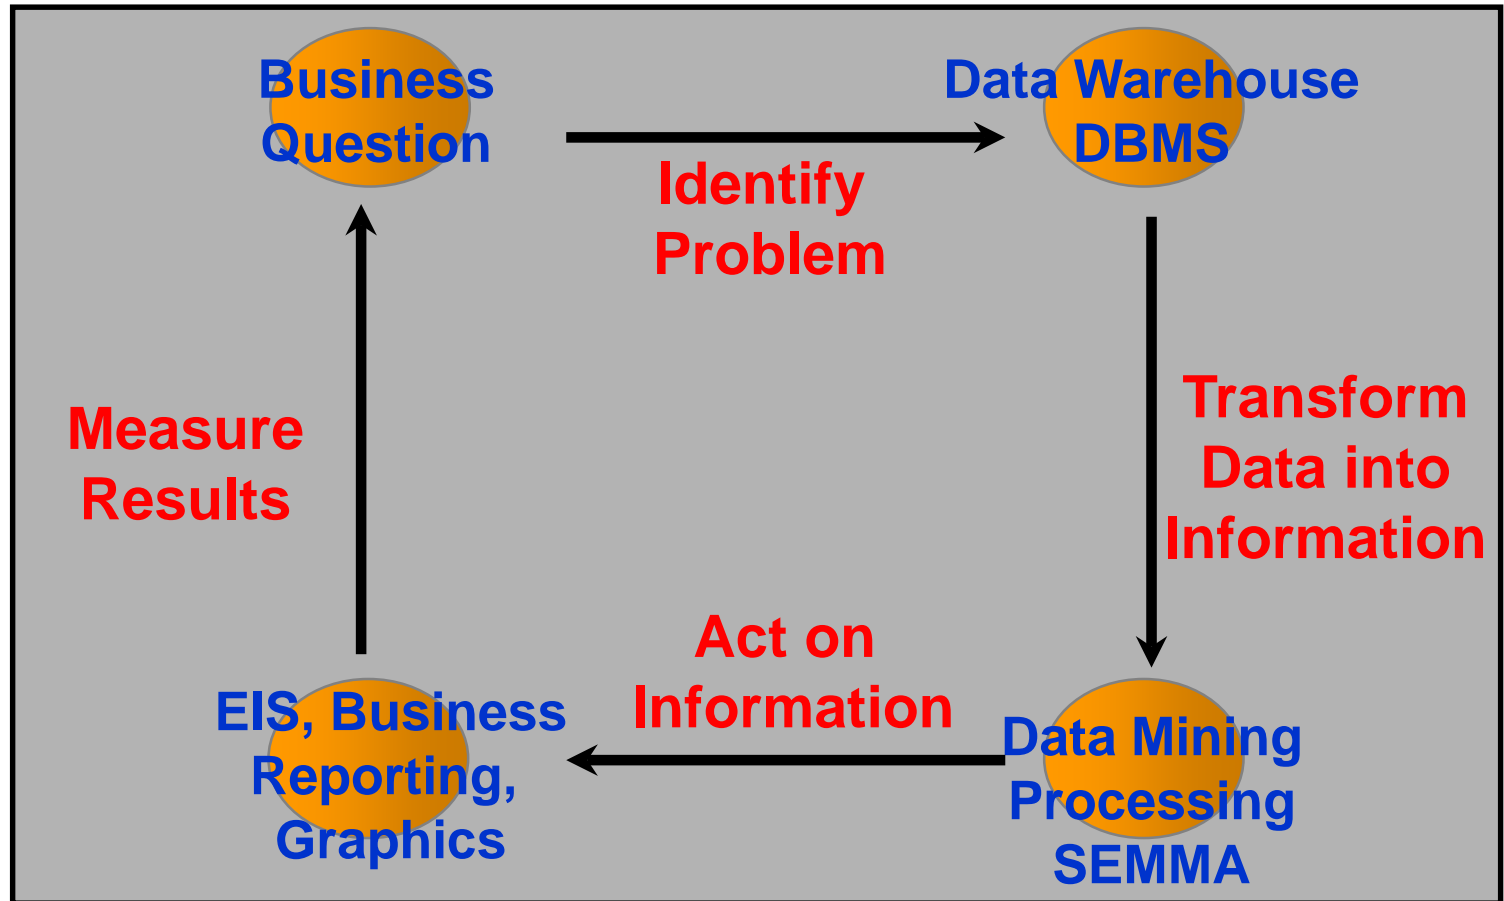 Business
Question
Identify
Problem
Data Warehouse
DBMS
Transform
Data into
Information
Data Mining
Processing
SEMMA
Act on
Information
EIS, Business
Reporting,
Graphics
Measure
Results